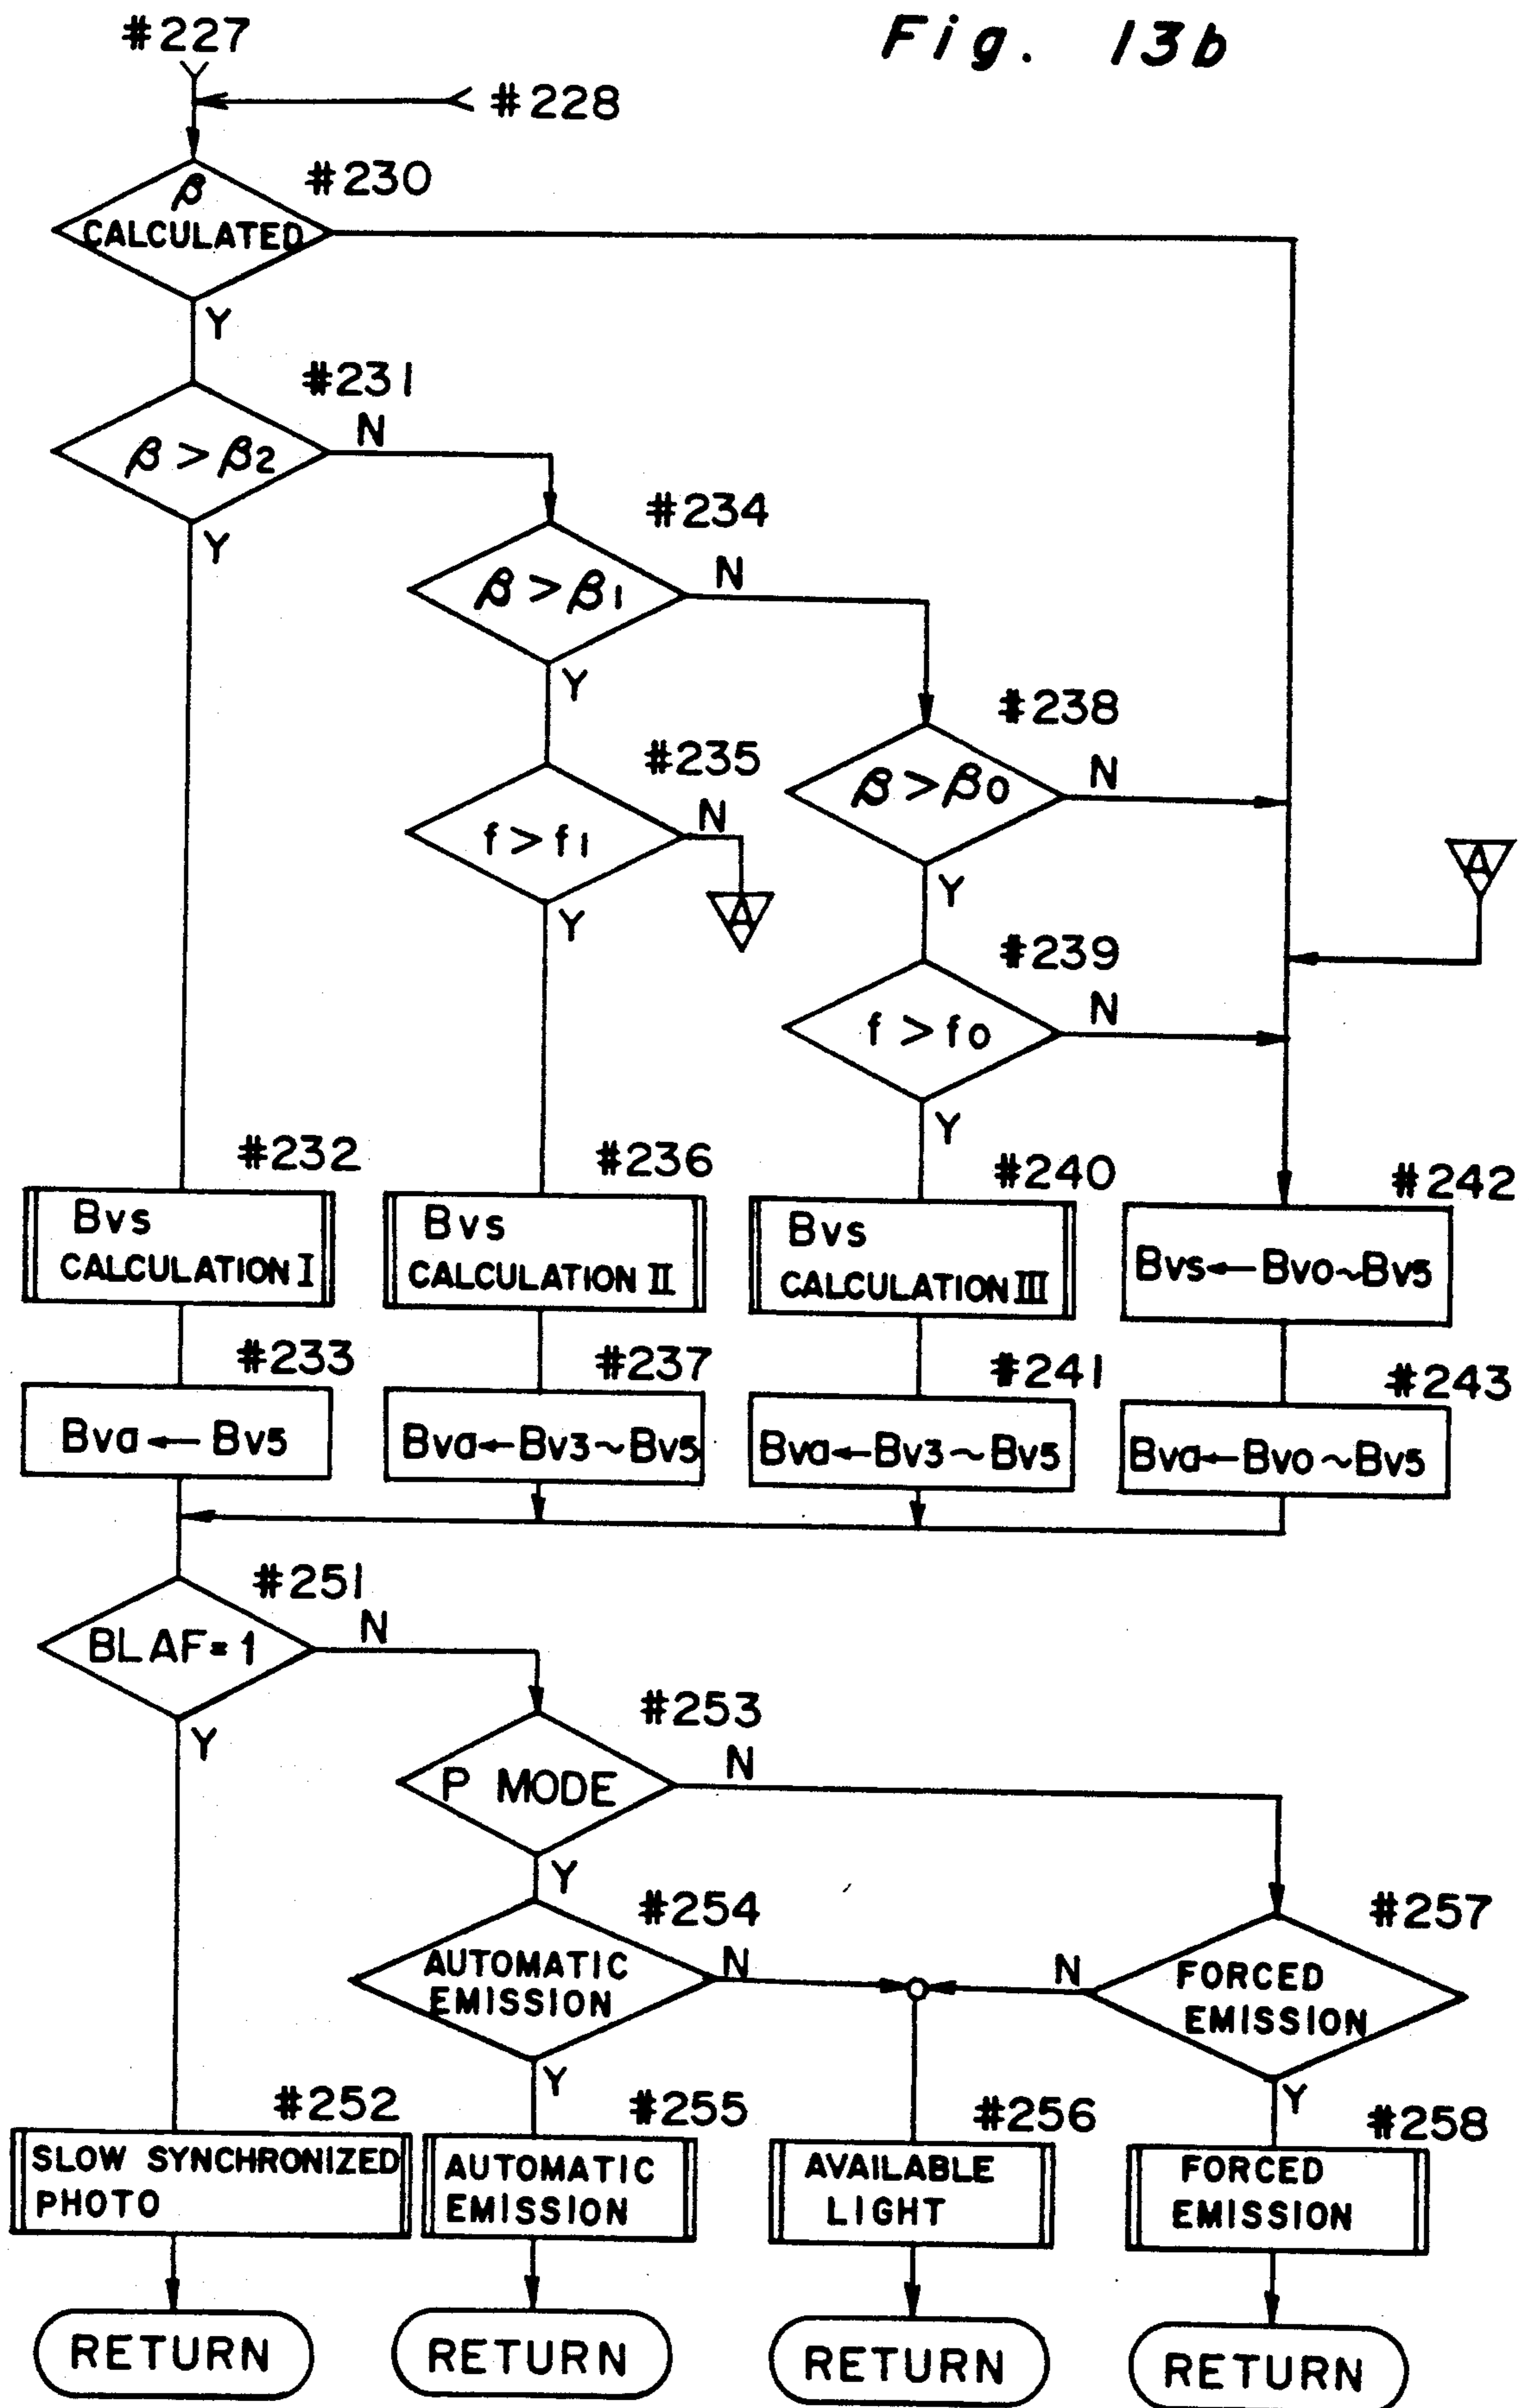 Fig. 13b
#227
#228
β
CALCULATED
#230
Y
#231
β > β2
N
Y
#234
β > β1
N
Y
#235
f > f1
N
A
Y
#238
β > β0
N
Y
A
#239
f > f0
N
Y
#232
Bvs
CALCULATION I
#236
Bvs
CALCULATION II
#240
Bvs
CALCULATION III
#242
Bvs←Bv0~Bv5
#233
Bva ← Bv5
#237
Bva←Bv3~Bv5
#241
Bva←Bv3~Bv5
#243
Bva←Bv0~Bv5
#251
BLAF=1
N
Y
#253
P MODE
N
Y
#254
AUTOMATIC
EMISSION
N
Y
#257
FORCED
EMISSION
N
Y
#252
SLOW SYNCHRONIZED
PHOTO
#255
AUTOMATIC
EMISSION
#256
AVAILABLE
LIGHT
#258
FORCED
EMISSION
RETURN
RETURN
RETURN
RETURN